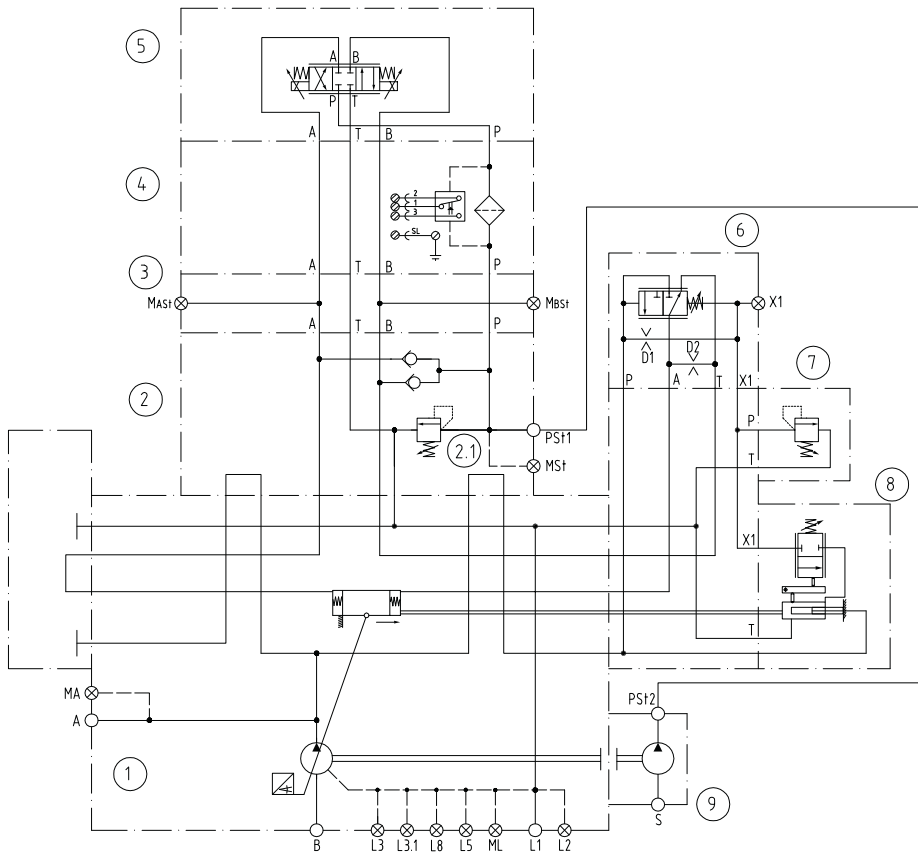 5
A B
P T
A T B P
4
2
1
3
SL
6
3
A T B P
MASt
MBSt
X1
A T B P
D1
D2
7
P A T X1
2
P
2.1
PSt1
T
MSt
8
X1
T
MA
PSt2
A
1
9
S
B L3 L3.1 L8 L5 ML L1 L2